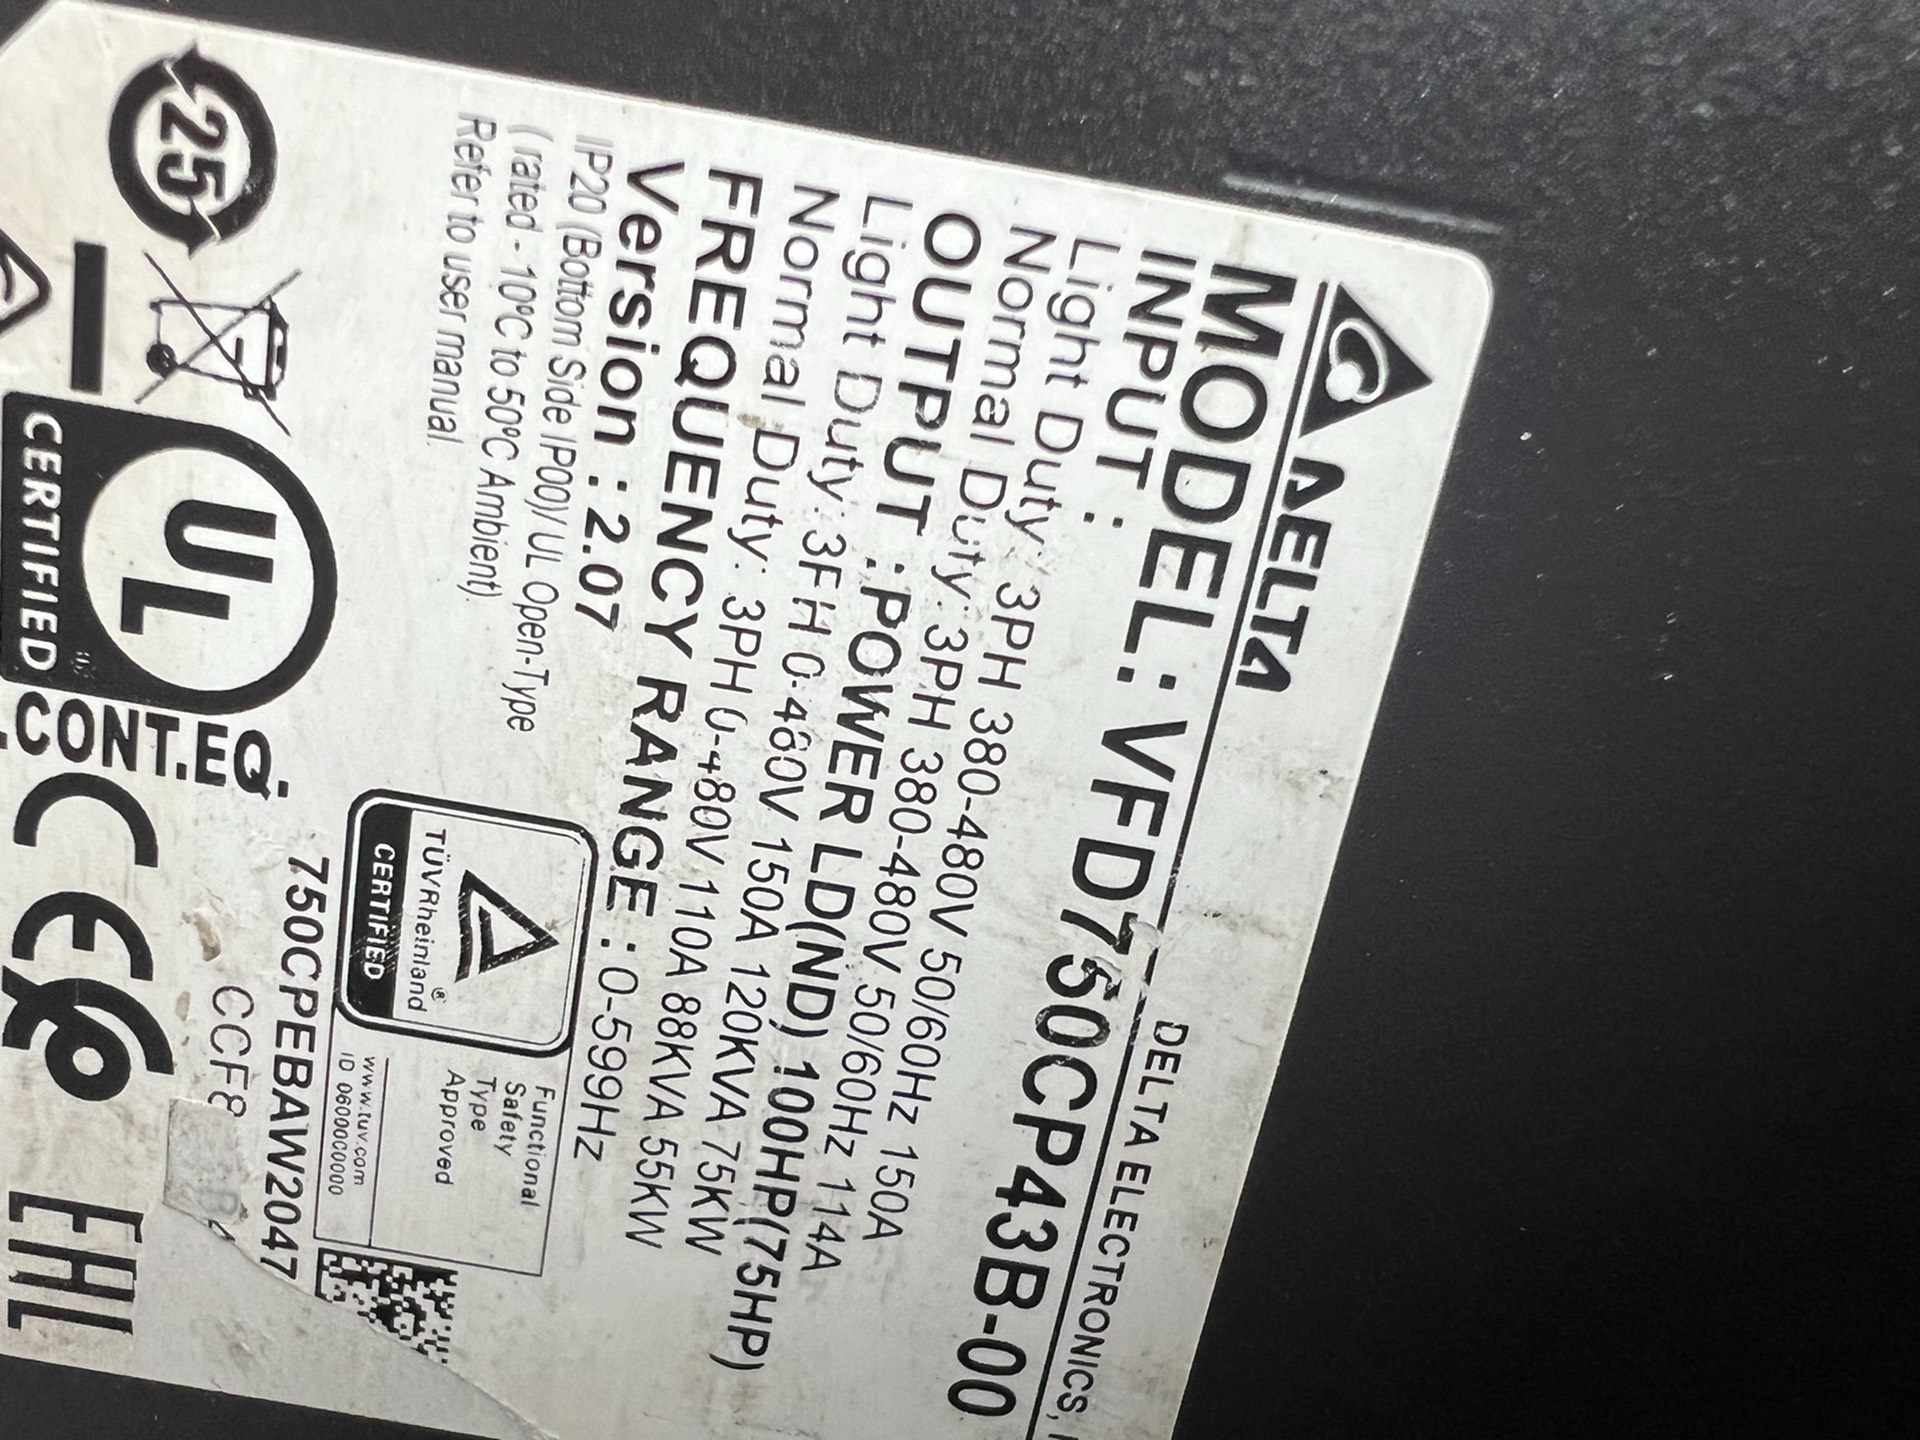 DELTA
DELTA ELECTRONICS,
MODEL: VFD750CP43B-00
INPUT :
Light Duty: 3PH 380-480V 50/60Hz 150A
Normal Duty: 3PH 380-480V 50/60Hz 114A
OUTPUT : POWER LD(ND) 100HP(75HP)
Light Duty: 3PH 0-480V 150A 120KVA 75KW
Normal Duty: 3PH 0-480V 110A 88KVA 55KW
FREQUENCY RANGE : 0-599Hz
Version : 2.07
IP20 (Bottom Side IP00)/ UL Open-Type
( rated - 10°C to 50°C Ambient).
Refer to user manual.
Functional
Safety
Type
Approved
TÜVRheinland®
CERTIFIED
www.tuv.com
ID 0600000000
750CPEBAW2047
CCF8
25
UL
CERTIFIED
US
CONT.EQ.
CE
EAC